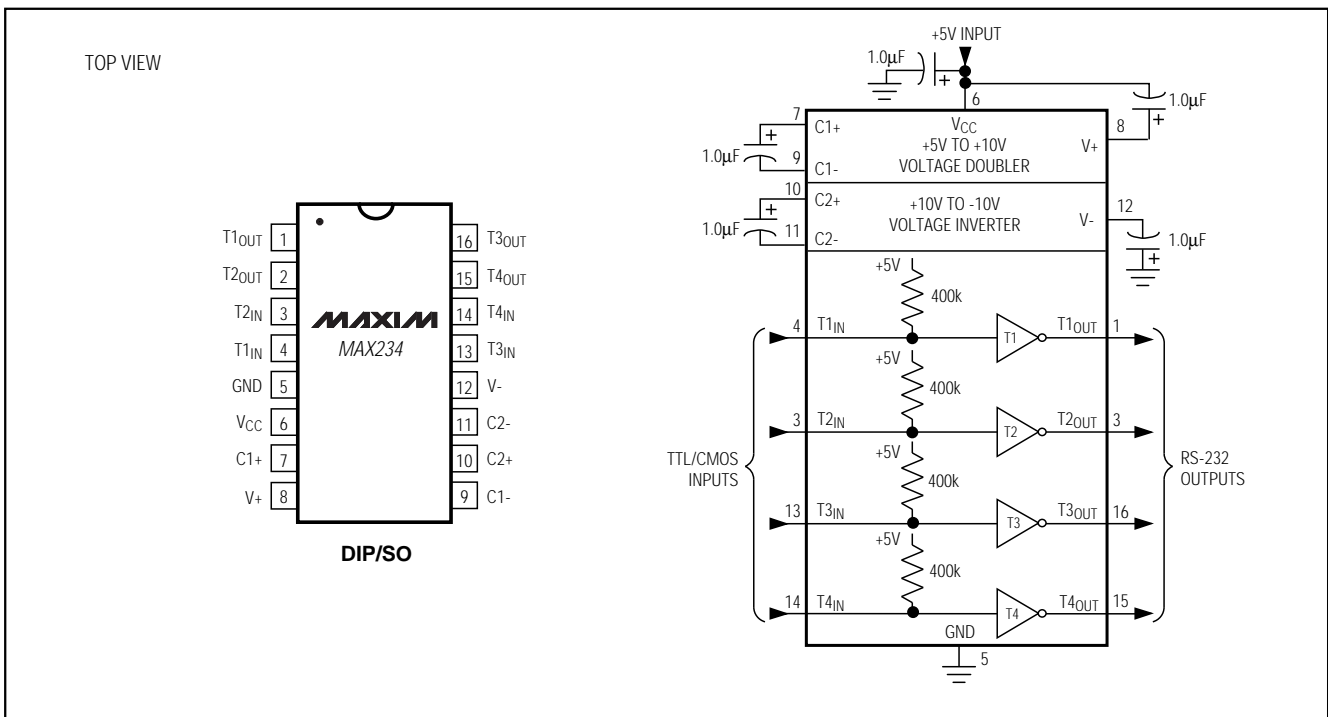 TOP VIEW
T1OUT 1
T2OUT 2
T2IN 3
T1IN 4
GND 5
VCC 6
C1+ 7
V+ 8
16 T3OUT
15 T4OUT
14 T4IN
13 T3IN
12 V-
11 C2-
10 C2+
9 C1-
MAXIM
MAX234
DIP/SO
+5V INPUT
1.0µF
+
6
1.0µF
+
7
C1+
VCC
+5V TO +10V
VOLTAGE DOUBLER
8
V+
1.0µF
+
9
C1-
10
C2+
+10V TO -10V
VOLTAGE INVERTER
12
V-
1.0µF
+
11
C2-
1.0µF
+
+5V
400k
4 T1IN
T1
T1OUT 1
+5V
400k
3 T2IN
T2
T2OUT 3
+5V
400k
TTL/CMOS
INPUTS
RS-232
OUTPUTS
13 T3IN
T3
T3OUT 16
+5V
400k
14 T4IN
T4
T4OUT 15
GND
5